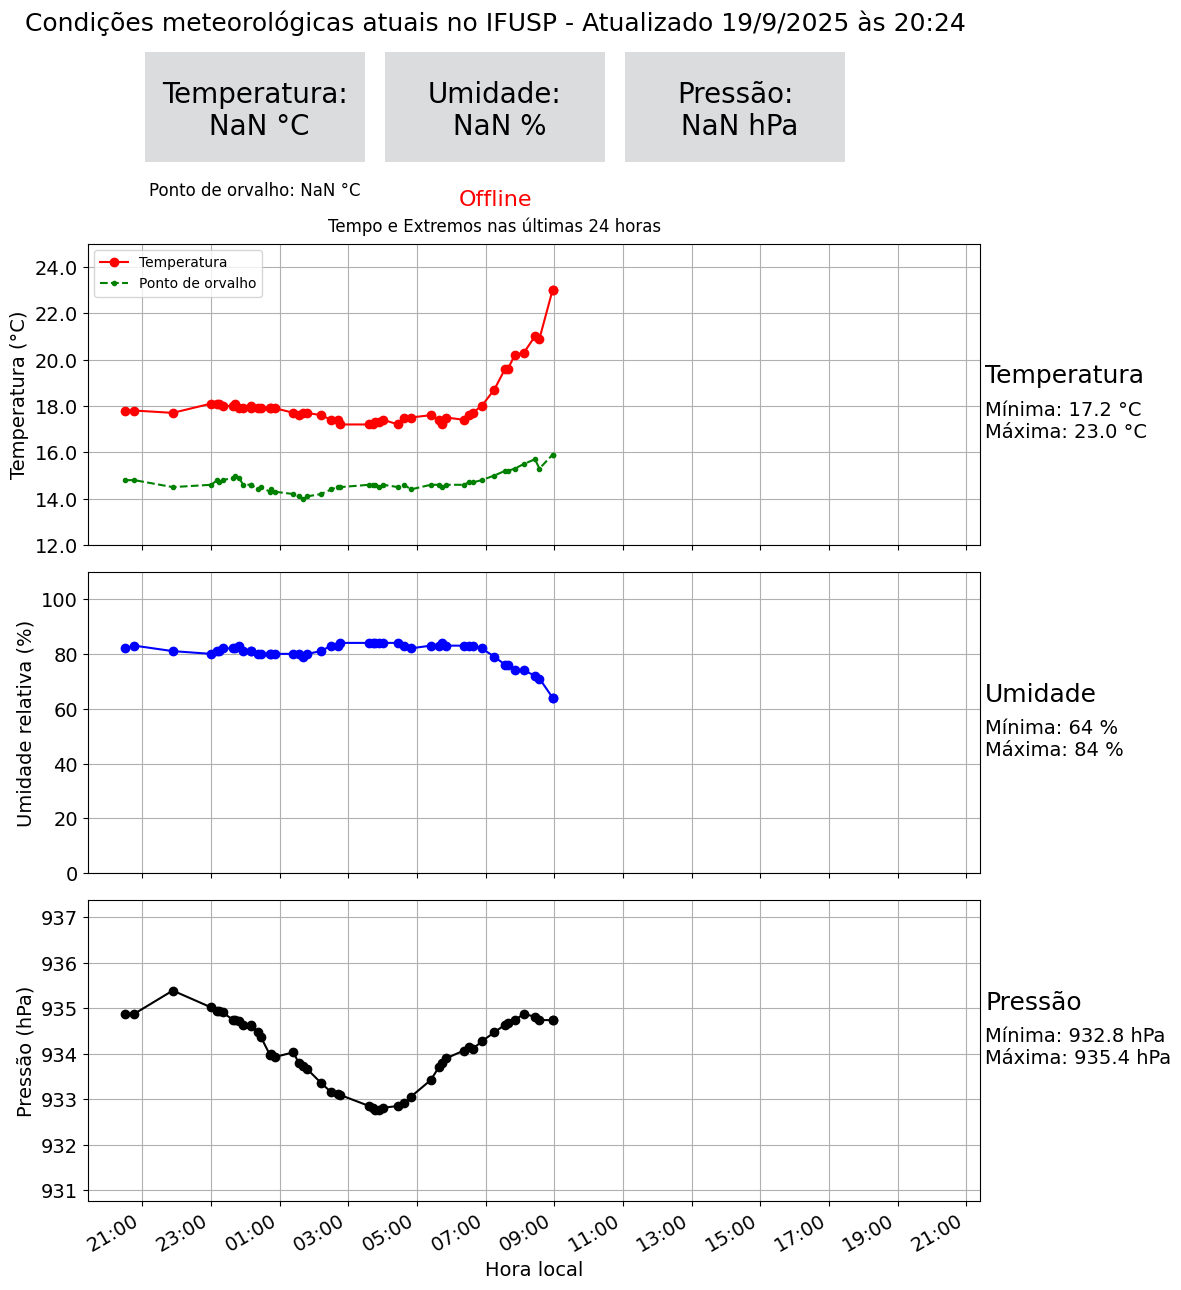 Condições meteorológicas atuais no IFUSP - Atualizado 19/9/2025 às 20:24
Temperatura:
NaN °C
Umidade:
NaN %
Pressão:
NaN hPa
Ponto de orvalho: NaN °C
Offline
Tempo e Extremos nas últimas 24 horas
Temperatura
Ponto de orvalho
Temperatura (°C)
24.0
22.0
20.0
18.0
16.0
14.0
12.0
Temperatura
Mínima: 17.2 °C
Máxima: 23.0 °C
Umidade relativa (%)
100
80
60
40
20
0
Umidade
Mínima: 64 %
Máxima: 84 %
Pressão (hPa)
937
936
935
934
933
932
931
Pressão
Mínima: 932.8 hPa
Máxima: 935.4 hPa
21:00 23:00 01:00 03:00 05:00 07:00 09:00 11:00 13:00 15:00 17:00 19:00 21:00
Hora local